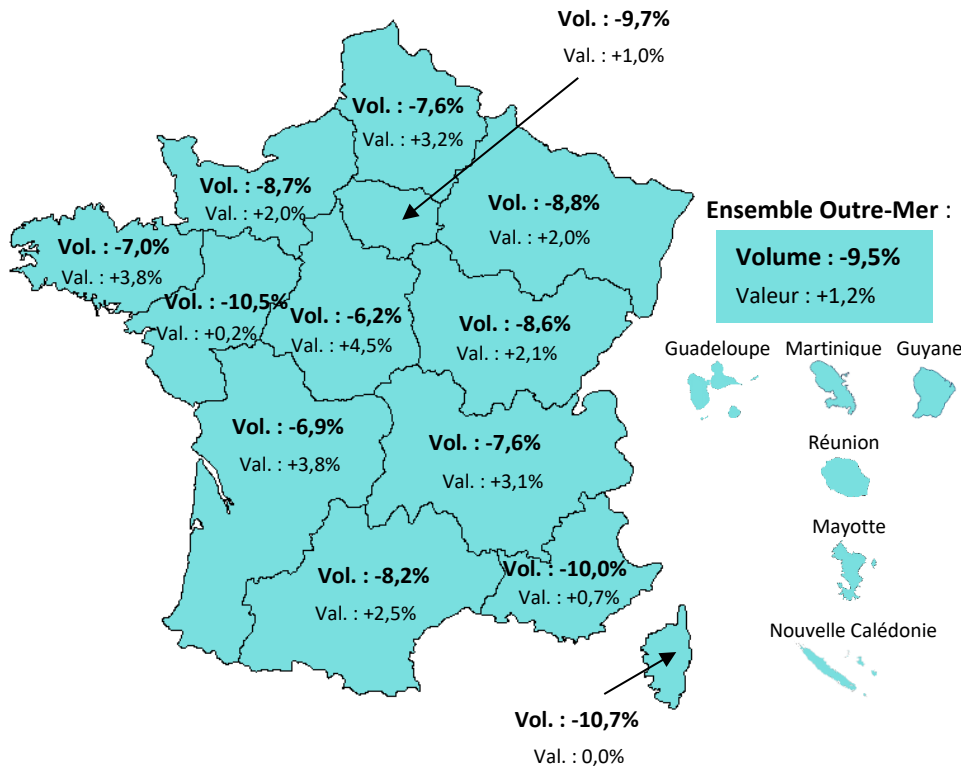 Vol. : -9,7%
Val. : +1,0%
Vol. : -7,6%
Val. : +3,2%
Vol. : -8,7%
Val. : +2,0%
Vol. : -8,8%
Val. : +2,0%
Vol. : -7,0%
Val. : +3,8%
Vol. : -10,5%
Val. : +0,2%
Vol. : -6,2%
Val. : +4,5%
Vol. : -8,6%
Val. : +2,1%
Vol. : -6,9%
Val. : +3,8%
Vol. : -7,6%
Val. : +3,1%
Vol. : -8,2%
Val. : +2,5%
Vol. : -10,0%
Val. : +0,7%
Vol. : -10,7%
Val. : 0,0%
Ensemble Outre-Mer :
Volume : -9,5%
Valeur : +1,2%
Guadeloupe
Martinique
Guyane
Réunion
Mayotte
Nouvelle Calédonie